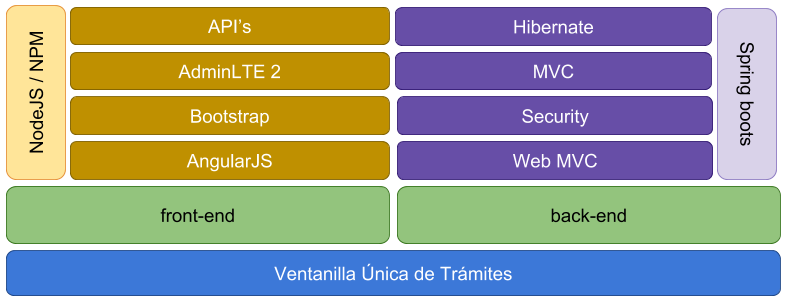 NodeJS / NPM
API’s
AdminLTE 2
Bootstrap
AngularJS
Hibernate
MVC
Security
Web MVC
Spring boots
front-end
back-end
Ventanilla Única de Trámites